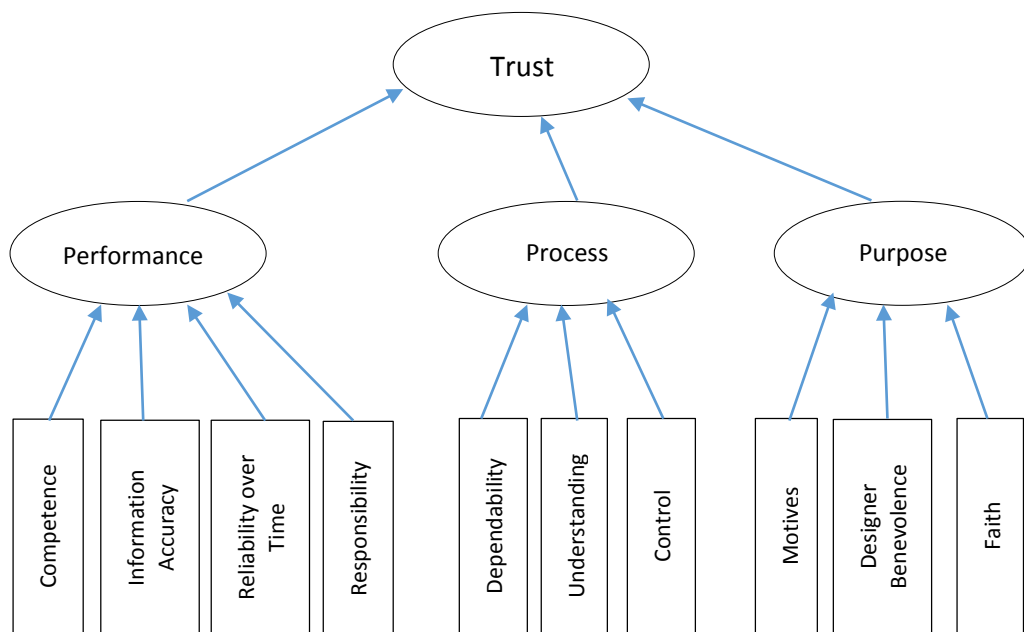 Trust
Performance
Process
Purpose
Competence
Information
Accuracy
Reliability over
Time
Responsibility
Dependability
Understanding
Control
Motives
Designer
Benevolence
Faith